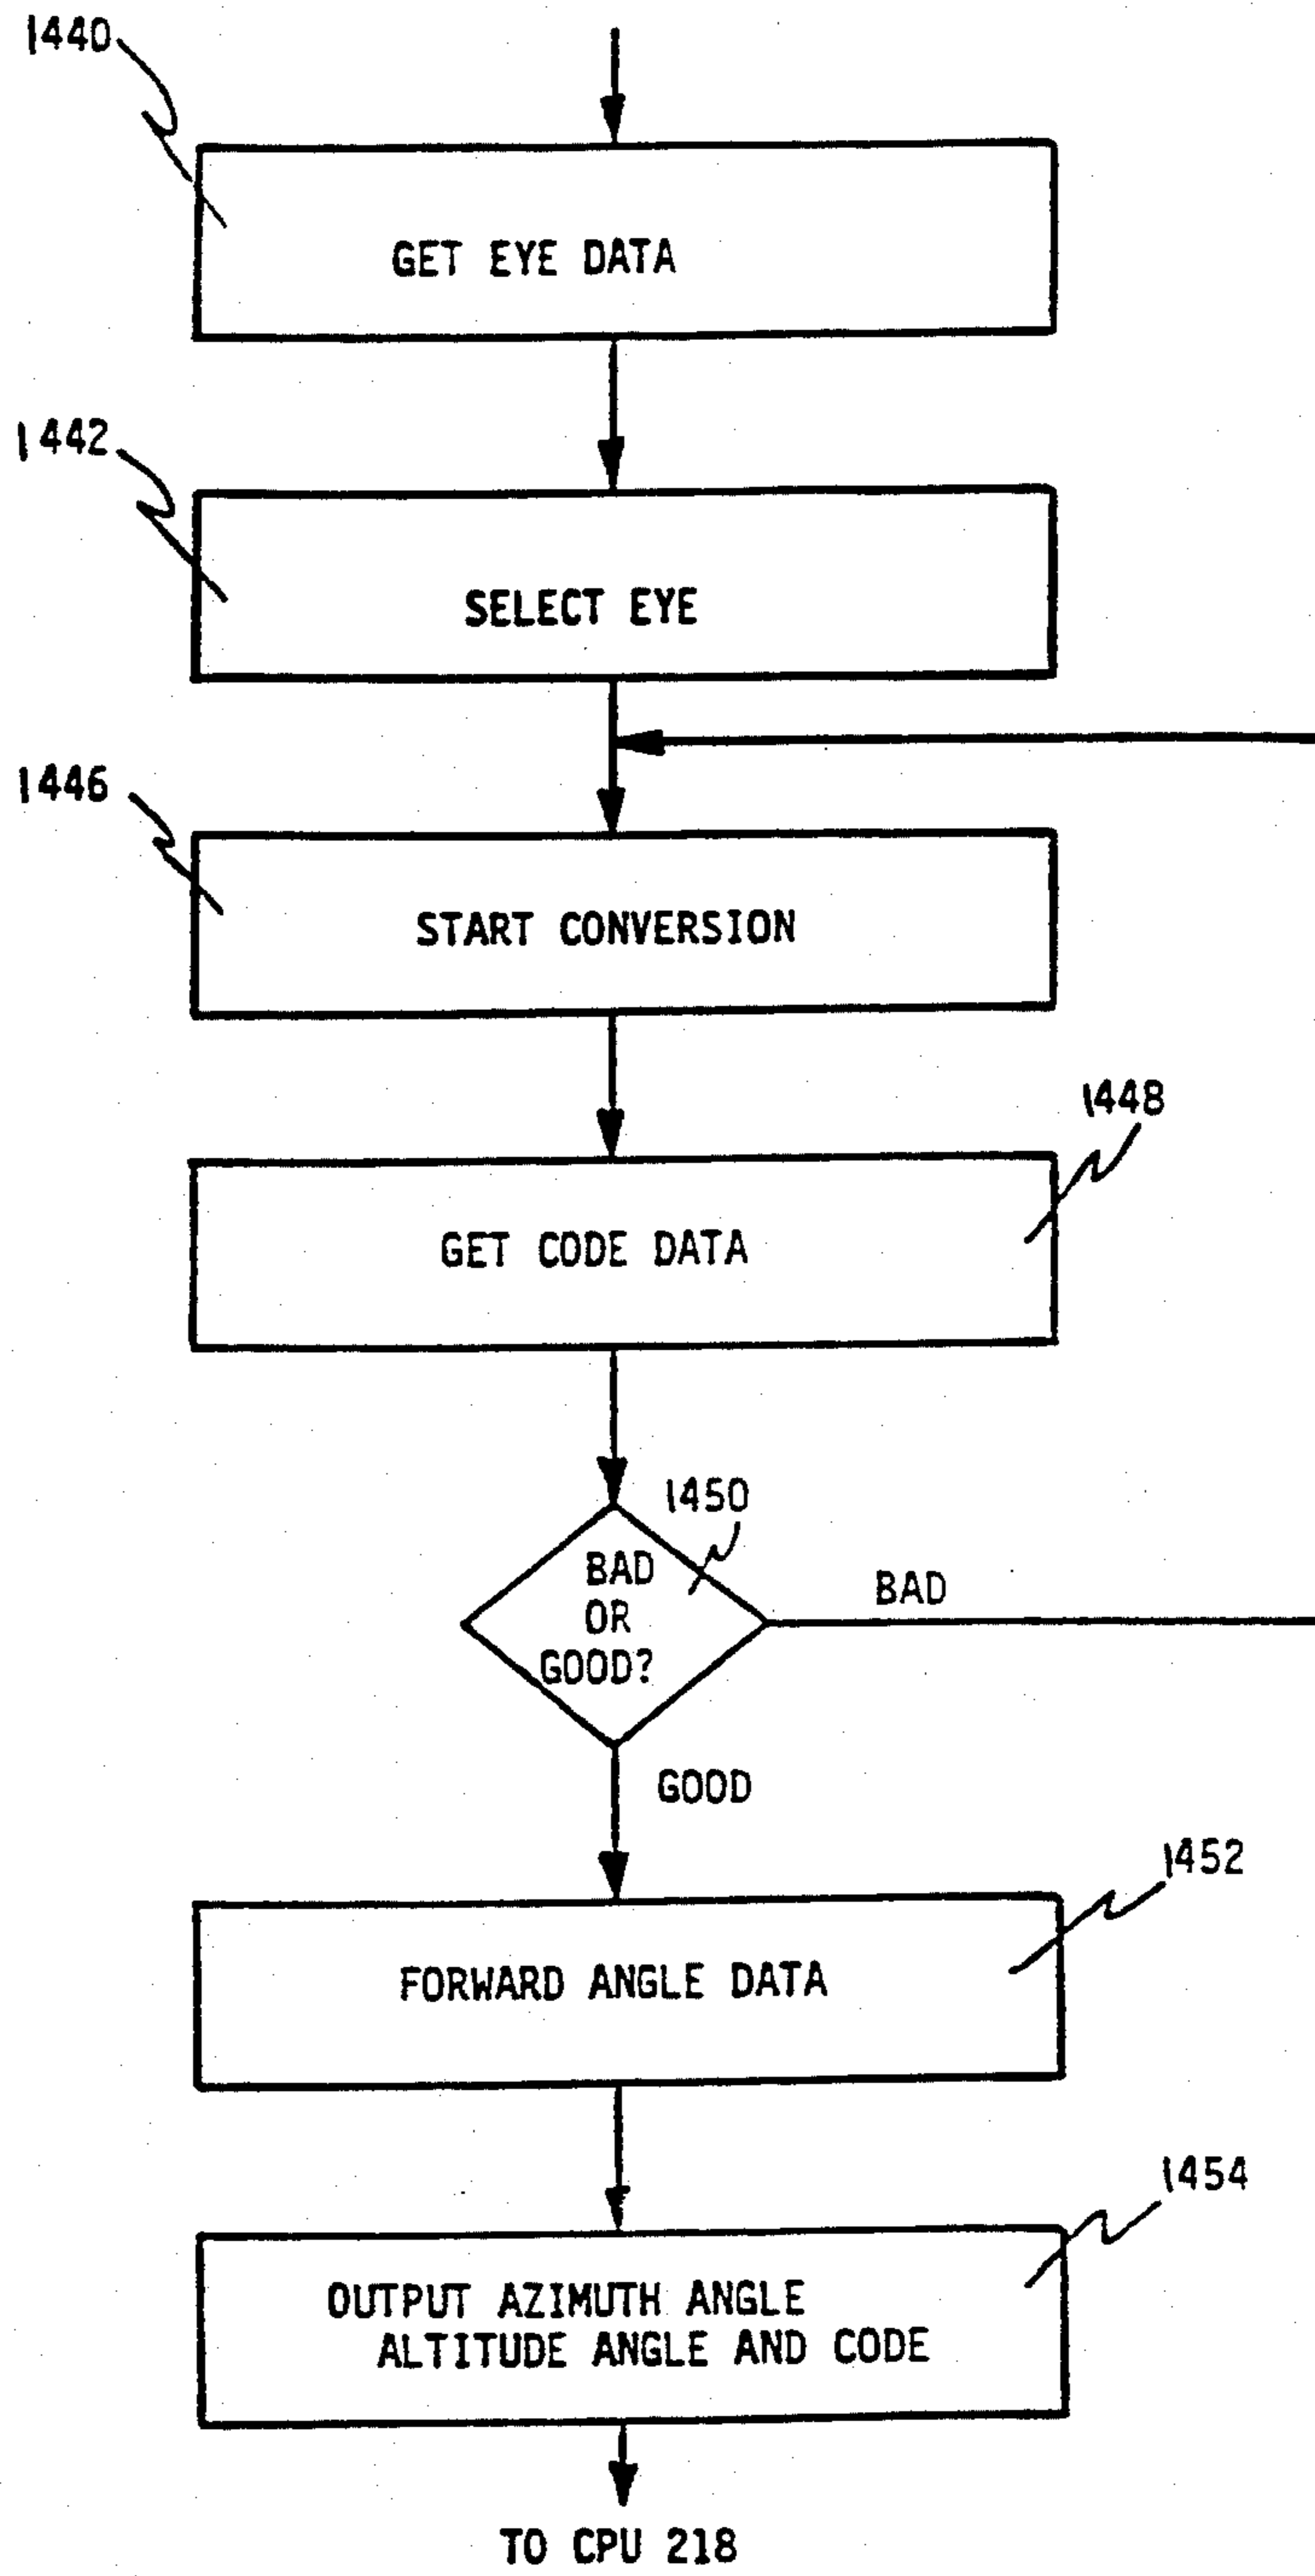 1440
GET EYE DATA
1442
SELECT EYE
1446
START CONVERSION
1448
GET CODE DATA
1450
BAD
OR
GOOD?
BAD
GOOD
1452
FORWARD ANGLE DATA
1454
OUTPUT AZIMUTH ANGLE
ALTITUDE ANGLE AND CODE
TO CPU 218